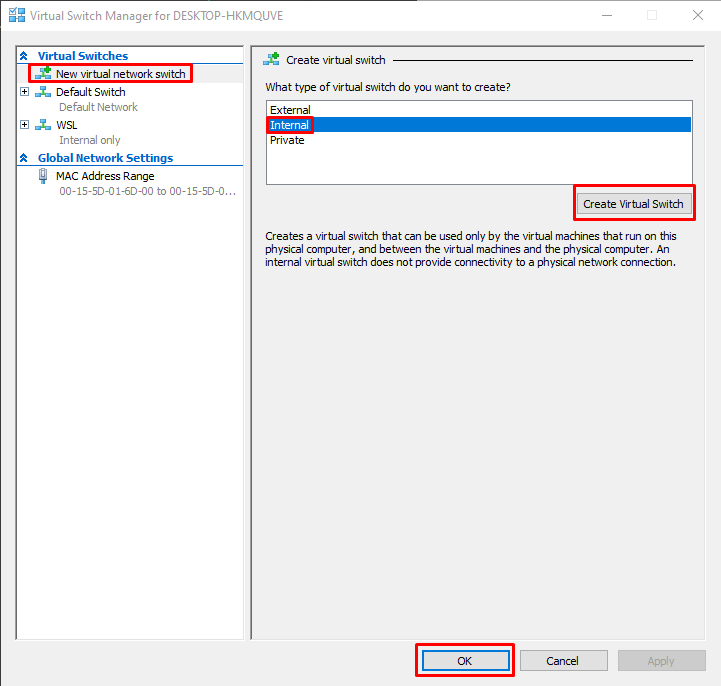 Virtual Switch Manager for DESKTOP-HKMQUVE
Virtual Switches
New virtual network switch
Default Switch
Default Network
WSL
Internal only
Global Network Settings
MAC Address Range
00-15-5D-01-6D-00 to 00-15-5D-0...
Create virtual switch
What type of virtual switch do you want to create?
External
Internal
Private
Create Virtual Switch
Creates a virtual switch that can be used only by the virtual machines that run on this
physical computer, and between the virtual machines and the physical computer. An
internal virtual switch does not provide connectivity to a physical network connection.
OK
Cancel
Apply